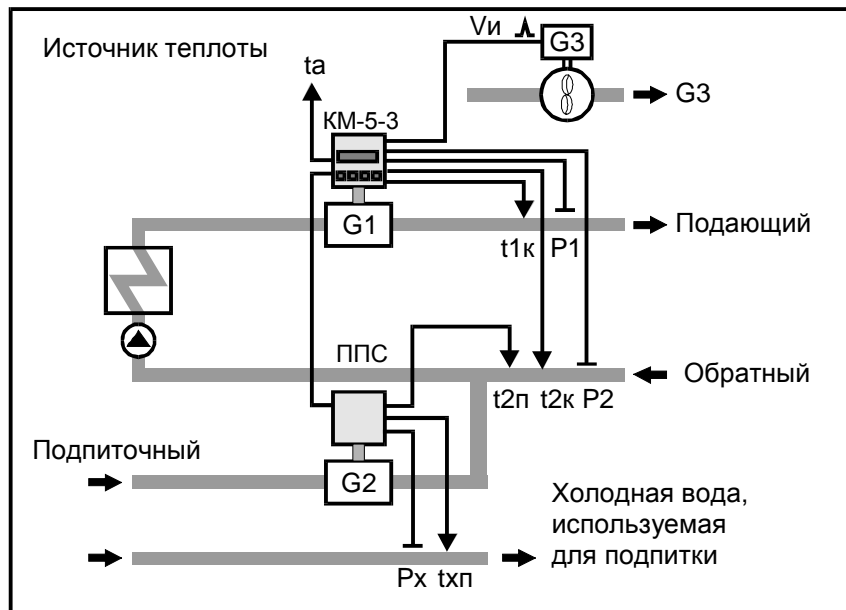 Источник теплоты
Vи
G3
ta
G3
КМ-5-3
G1
Подающий
t1к P1
ППС
Обратный
t2п t2к P2
Подпиточный
G2
Холодная вода,
используемая
для подпитки
Px tхп